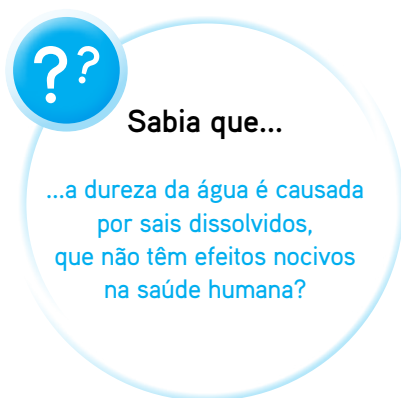 ??
Sabia que...
...a dureza da água é causada
por sais dissolvidos,
que não têm efeitos nocivos
na saúde humana?